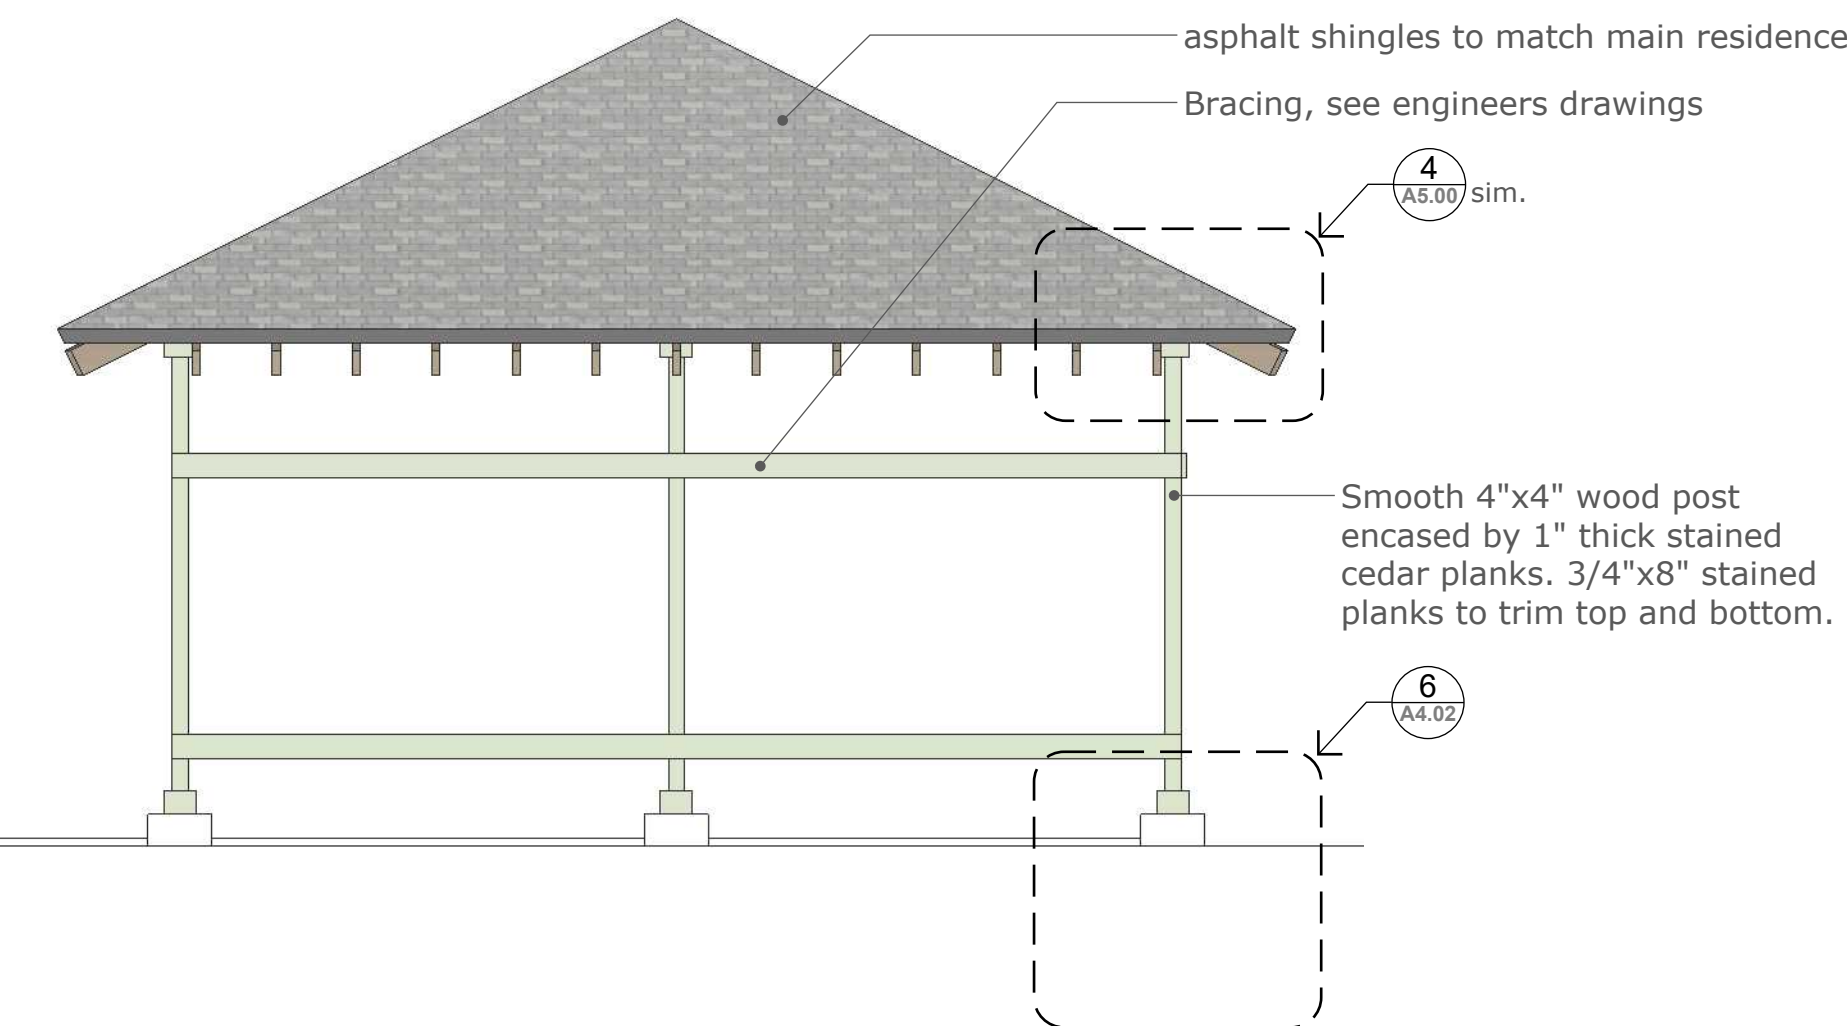 asphalt shingles to match main residence
Bracing, see engineers drawings
4
A5.00 sim.
Smooth 4"x4" wood post
encased by 1" thick stained
cedar planks. 3/4"x8" stained
planks to trim top and bottom.
6
A4.02